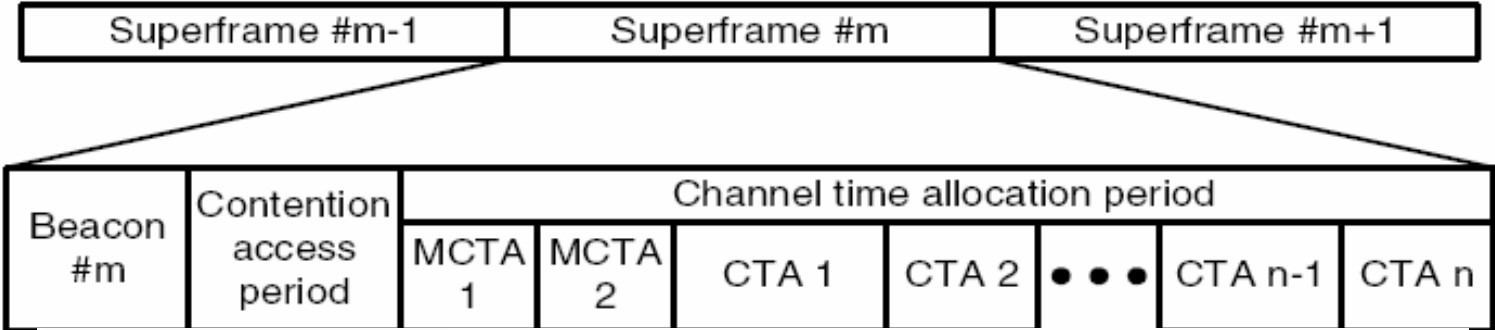 Superframe #m-1 Superframe #m Superframe #m+1
Channel time allocation period
Beacon
#m
Contention
access
period
MCTA
1
MCTA
2
CTA 1
CTA 2
● ● ●
CTA n-1
CTA n